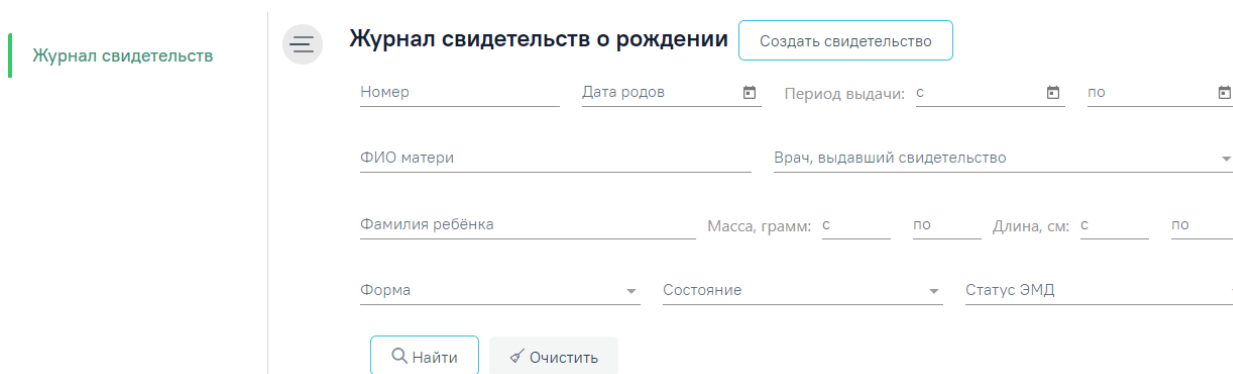 Журнал свидетельств
Журнал свидетельств о рождении Создать свидетельство
Номер Дата родов Период выдачи: с по
ФИО матери Врач, выдавший свидетельство
Фамилия ребёнка Масса, грамм: с по Длина, см: с по
Форма Состояние Статус ЭМД
Найти Очистить